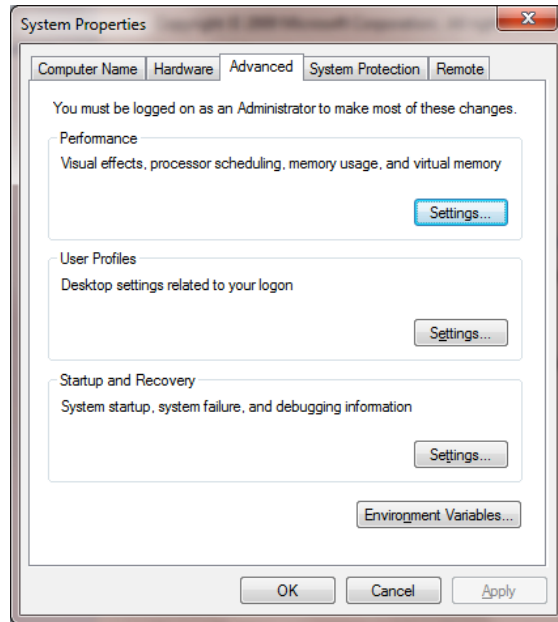 System Properties
Computer Name Hardware Advanced System Protection Remote
You must be logged on as an Administrator to make most of these changes.
Performance
Visual effects, processor scheduling, memory usage, and virtual memory
Settings...
User Profiles
Desktop settings related to your logon
Settings...
Startup and Recovery
System startup, system failure, and debugging information
Settings...
Environment Variables...
OK Cancel Apply